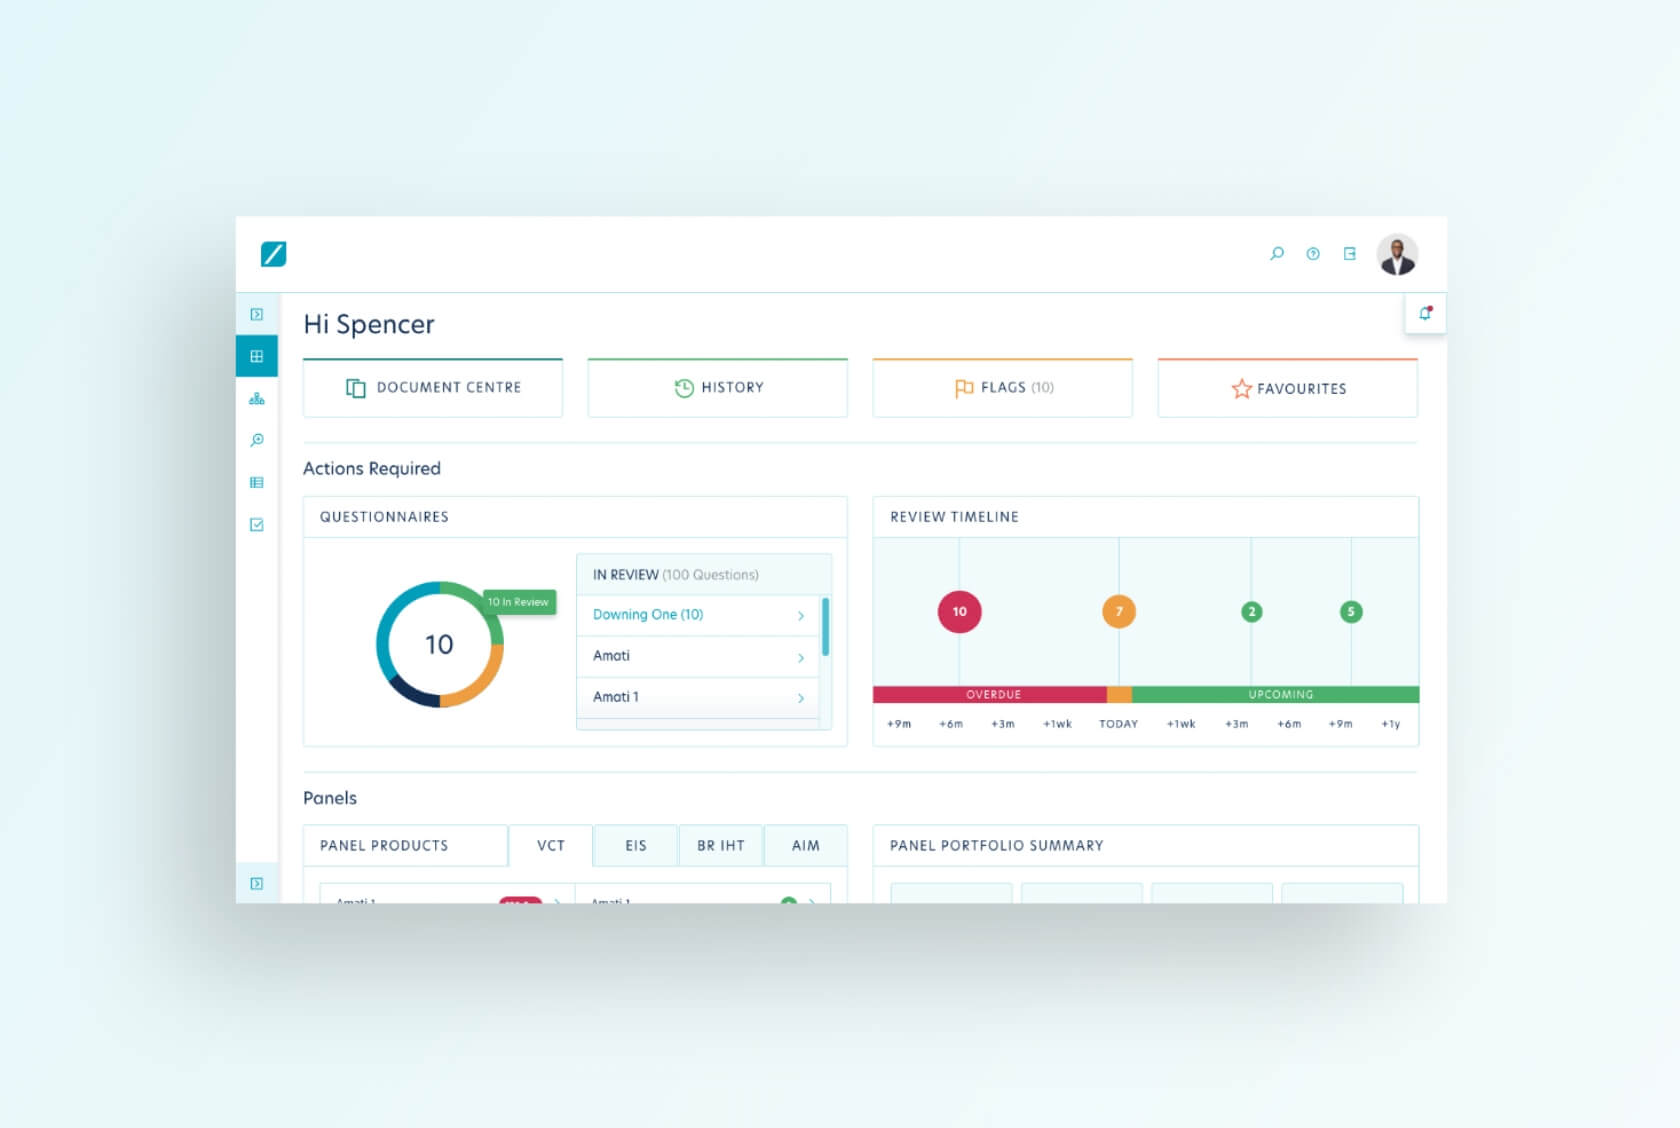 Hi Spencer
DOCUMENT CENTRE
HISTORY
FLAGS (10)
FAVOURITES
Actions Required
QUESTIONNAIRES
10
10 In Review
IN REVIEW (100 Questions)
Downing One (10)
Amati
Amati 1
REVIEW TIMELINE
10 7 2 5
OVERDUE UPCOMING
+9m +6m +3m +1wk TODAY +1wk +3m +6m +9m +1y
Panels
PANEL PRODUCTS VCT EIS BR IHT AIM
Amati 1 Amati 1
PANEL PORTFOLIO SUMMARY